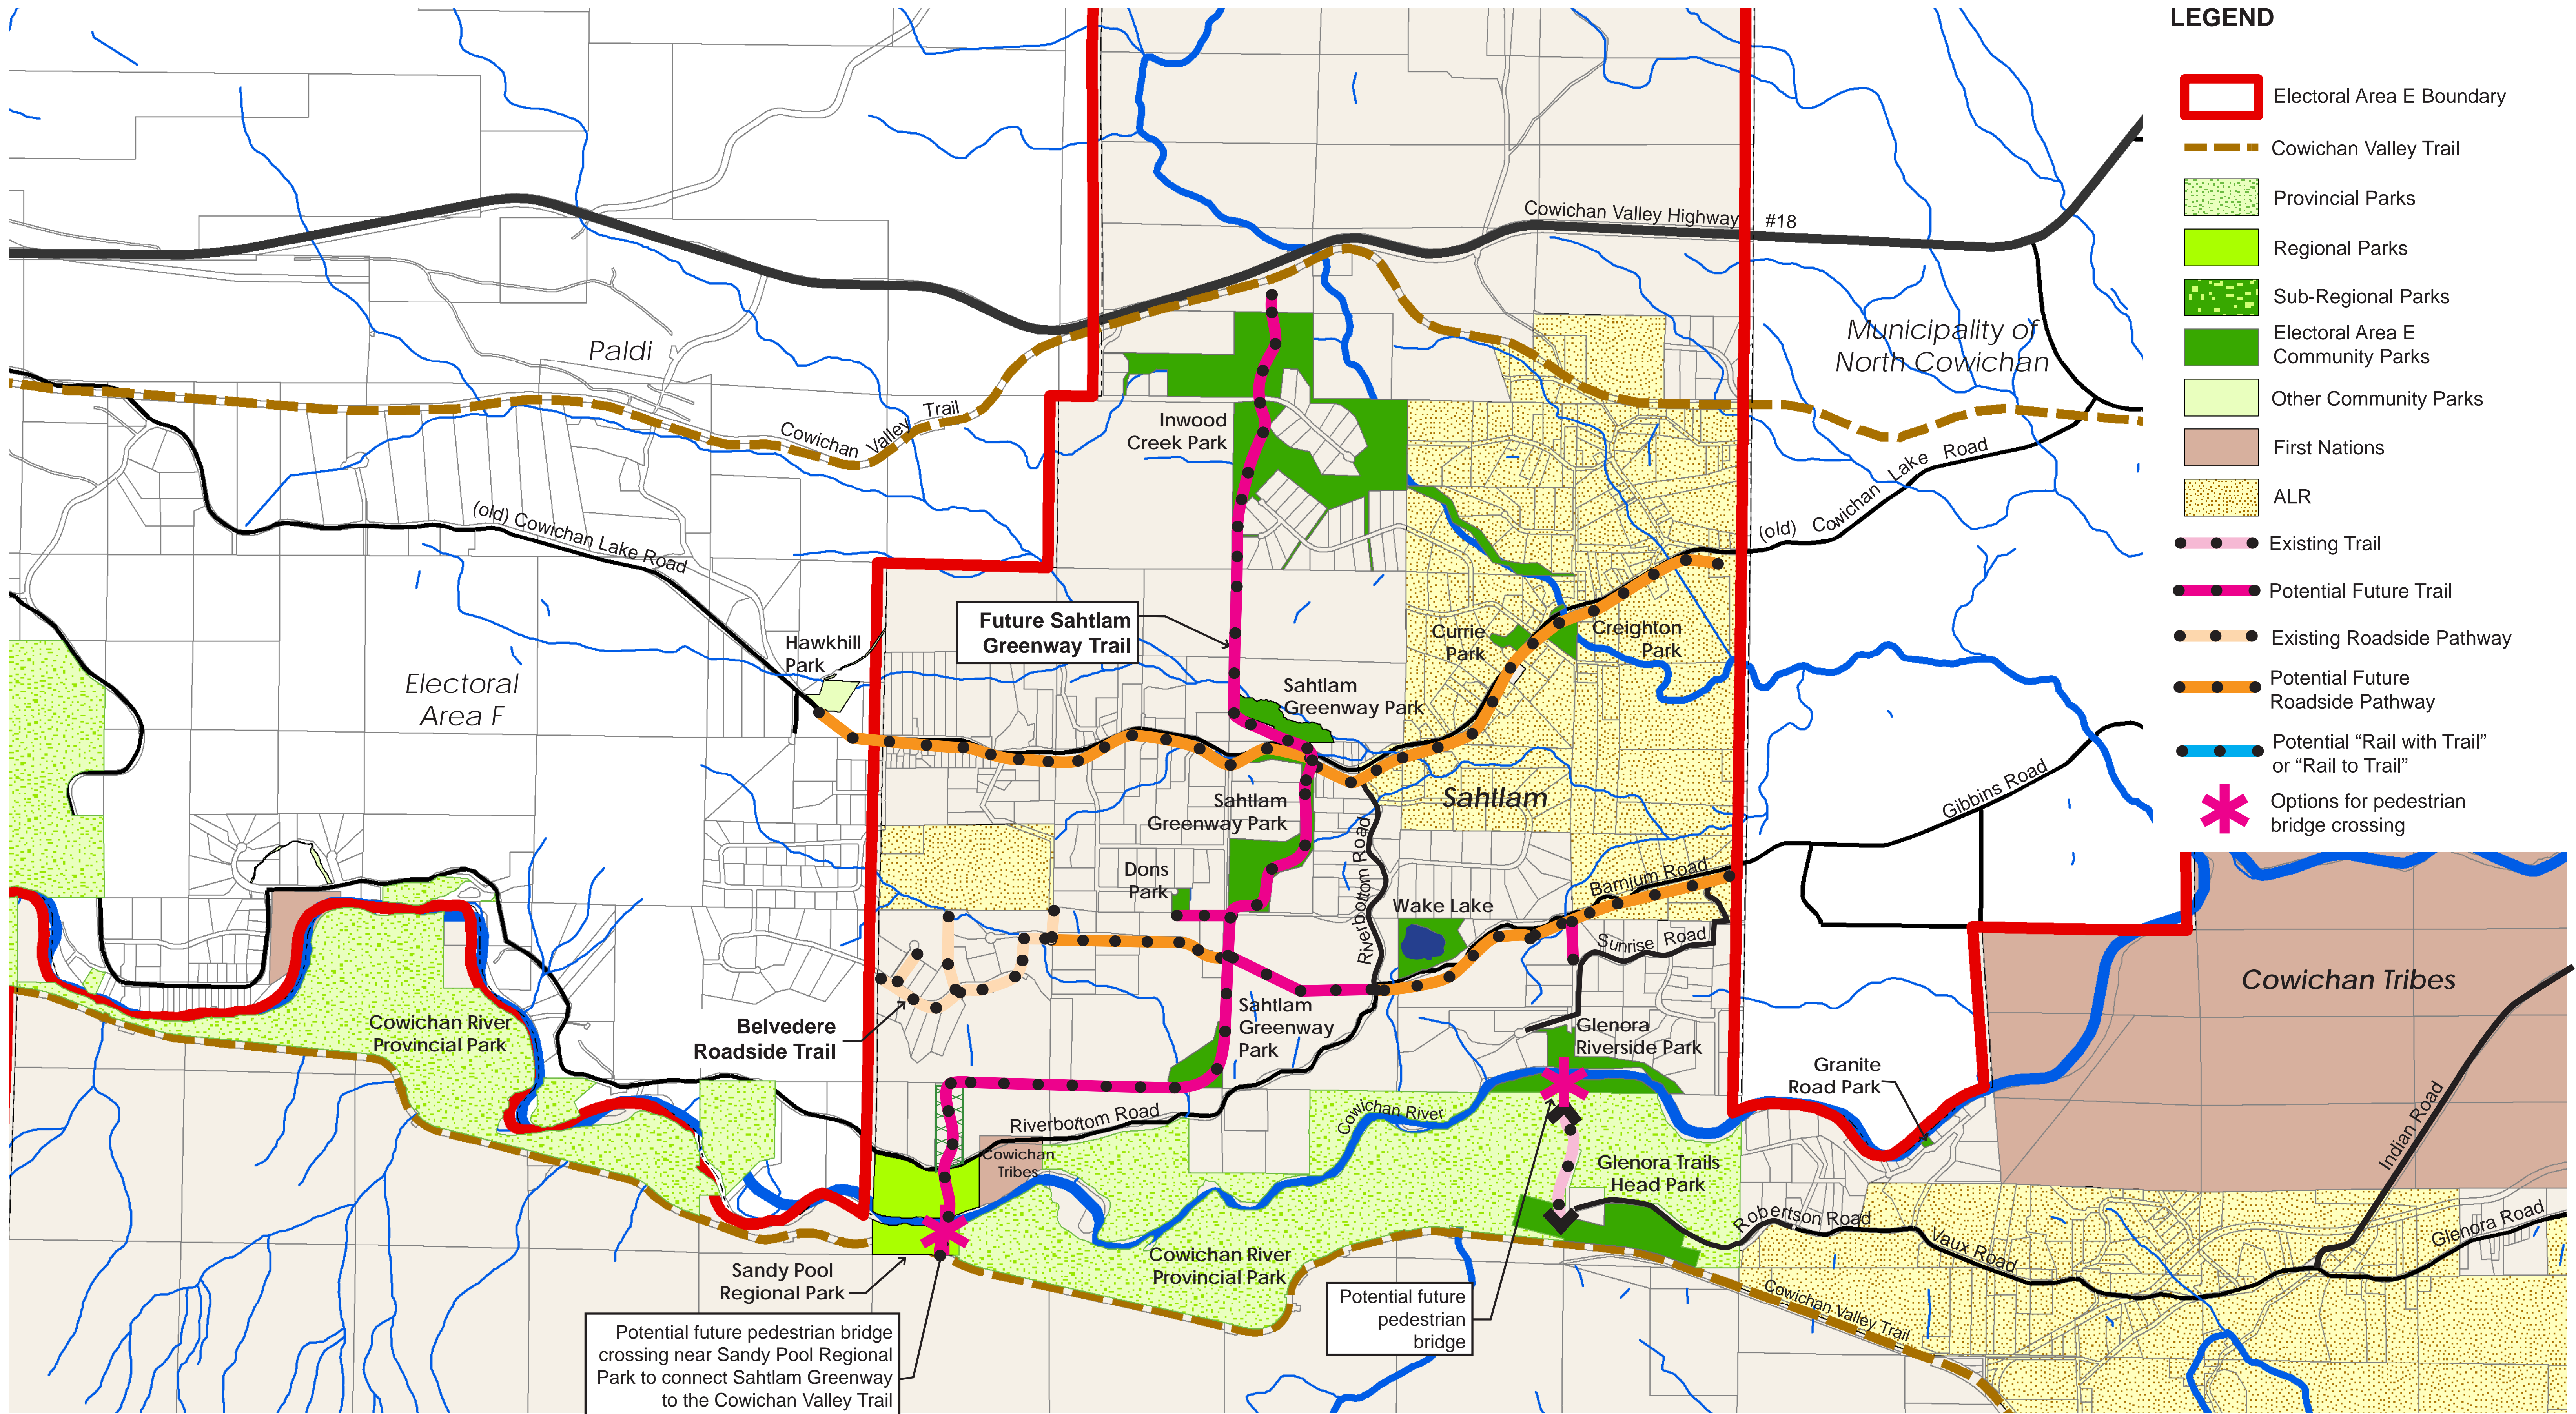 LEGEND
Electoral Area E Boundary
Cowichan Valley Trail
Provincial Parks
Regional Parks
Sub-Regional Parks
Electoral Area E
Community Parks
Other Community Parks
First Nations
ALR
Existing Trail
Potential Future Trail
Existing Roadside Pathway
Potential Future
Roadside Pathway
Potential “Rail with Trail”
or “Rail to Trail”
Options for pedestrian
bridge crossing
Cowichan Valley Highway #18
Paldi
Municipality of
North Cowichan
Cowichan Valley Trail
Inwood
Creek Park
(old) Cowichan Lake Road
(old) Cowichan Lake Road
Future Sahtlam
Greenway Trail
Hawkhill
Park
Currie
Park
Creighton
Park
Electoral
Area F
Sahtlam
Greenway Park
Sahtlam
Sahtlam
Greenway Park
Gibbins Road
Riverbottom Road
Dons
Park
Barnjum Road
Wake Lake
Sunrise Road
Cowichan Tribes
Sahtlam
Greenway
Park
Cowichan River
Provincial Park
Belvedere
Roadside Trail
Glenora
Riverside Park
Granite
Road Park
Riverbottom Road
Cowichan River
Cowichan
Tribes
Glenora Trails
Head Park
Indian Road
Robertson Road
Vaux Road
Glenora Road
Cowichan River
Provincial Park
Sandy Pool
Regional Park
Cowichan Valley Trail
Potential future
pedestrian
bridge
Potential future pedestrian bridge
crossing near Sandy Pool Regional
Park to connect Sahtlam Greenway
to the Cowichan Valley Trail